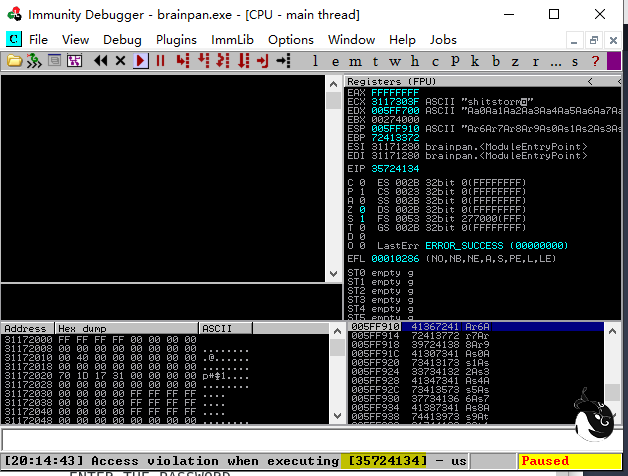 Immunity Debugger - brainpan.exe - [CPU - main thread]
C File View Debug Plugins ImmLib Options Window Help Jobs
l e m t w h c p k b z r ... s ?
Registers (FPU) < <
EAX FFFFFFFF
ECX 3117303F ASCII "shitstorm"
EDX 005FF700 ASCII "Aa0Aa1Aa2Aa3Aa4Aa5Aa6Aa7Aa
EBX 00274000
ESP 005FF910 ASCII "Ar6Ar7Ar8Ar9As0As1As2As3As
EBP 72413372
ESI 31171280 brainpan.<ModuleEntryPoint>
EDI 31171280 brainpan.<ModuleEntryPoint>
EIP 35724134
C 0 ES 002B 32bit 0(FFFFFFFF)
P 1 CS 0023 32bit 0(FFFFFFFF)
A 0 SS 002B 32bit 0(FFFFFFFF)
Z 0 DS 002B 32bit 0(FFFFFFFF)
S 1 FS 0053 32bit 277000(FFF)
T 0 GS 002B 32bit 0(FFFFFFFF)
D 0
O 0 LastErr ERROR_SUCCESS (00000000)
EFL 00010286 (NO,NB,NE,A,S,PE,L,LE)
ST0 empty g
ST1 empty g
ST2 empty g
ST3 empty g
ST4 empty g
ST5 empty g
Address Hex dump ASCII
31172000 FF FF FF FF 00 00 00 00
31172008 00 00 00 00 00 00 00 00 ........
31172010 00 40 00 00 00 00 00 00 .@......
31172018 00 00 00 00 00 00 00 00
31172020 70 1D 17 31 00 00 00 00 p#‡1....
31172028 00 00 00 00 00 00 00 00
31172030 00 00 00 00 FF FF FF FF ....
31172038 00 00 00 00 FF FF FF FF ....
31172040 00 00 00 00 FF FF FF FF ....
31172048 00 00 00 00 FF FF FF FF
005FF910 41367241 Ar6A
005FF914 72413772 r7Ar
005FF918 39724138 8Ar9
005FF91C 41307341 As0A
005FF920 73413173 s1As
005FF924 33734132 2As3
005FF928 41347341 As4A
005FF92C 73413573 s5As
005FF930 37734136 6As7
005FF934 41387341 As8A
005FF938 74413973 s9At
[20:14:43] Access violation when executing [35724134] - us
Paused
ENTER THE PASSWORD